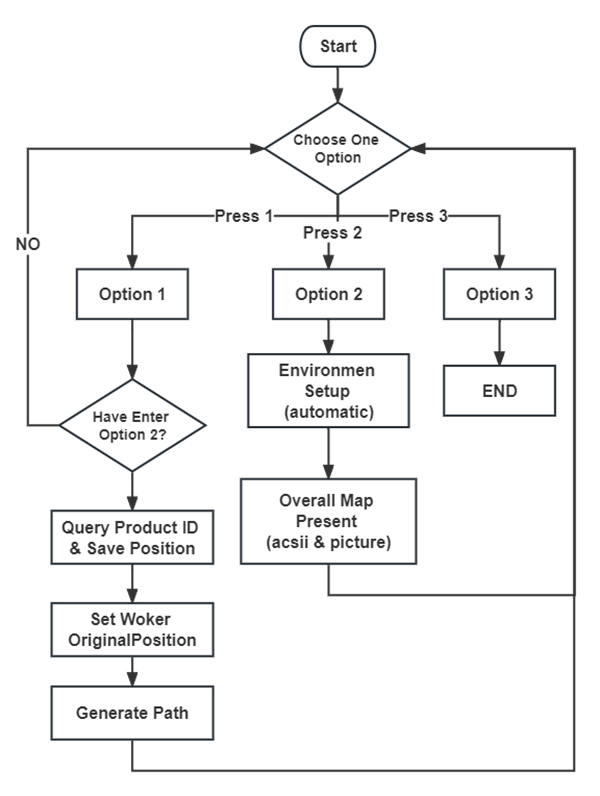 Start
Choose One
Option
Press 1
Press 2
Press 3
NO
Option 1
Option 2
Option 3
Environmen
Setup
(automatic)
END
Have Enter
Option 2?
Overall Map
Present
(acsii & picture)
Query Product ID
& Save Position
Set Woker
OriginalPosition
Generate Path